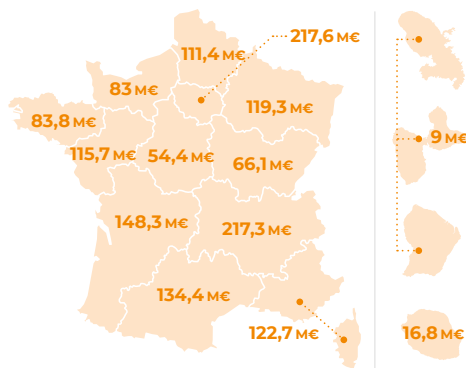 217,6 M€
111,4 M€
83 M€
119,3 M€
83,8 M€
9 M€
115,7 M€
54,4 M€
66,1 M€
148,3 M€
217,3 M€
134,4 M€
122,7 M€
16,8 M€